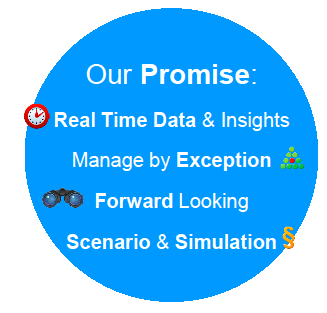 Our Promise:
Real Time Data & Insights
Manage by Exception
Forward Looking
Scenario & Simulation §